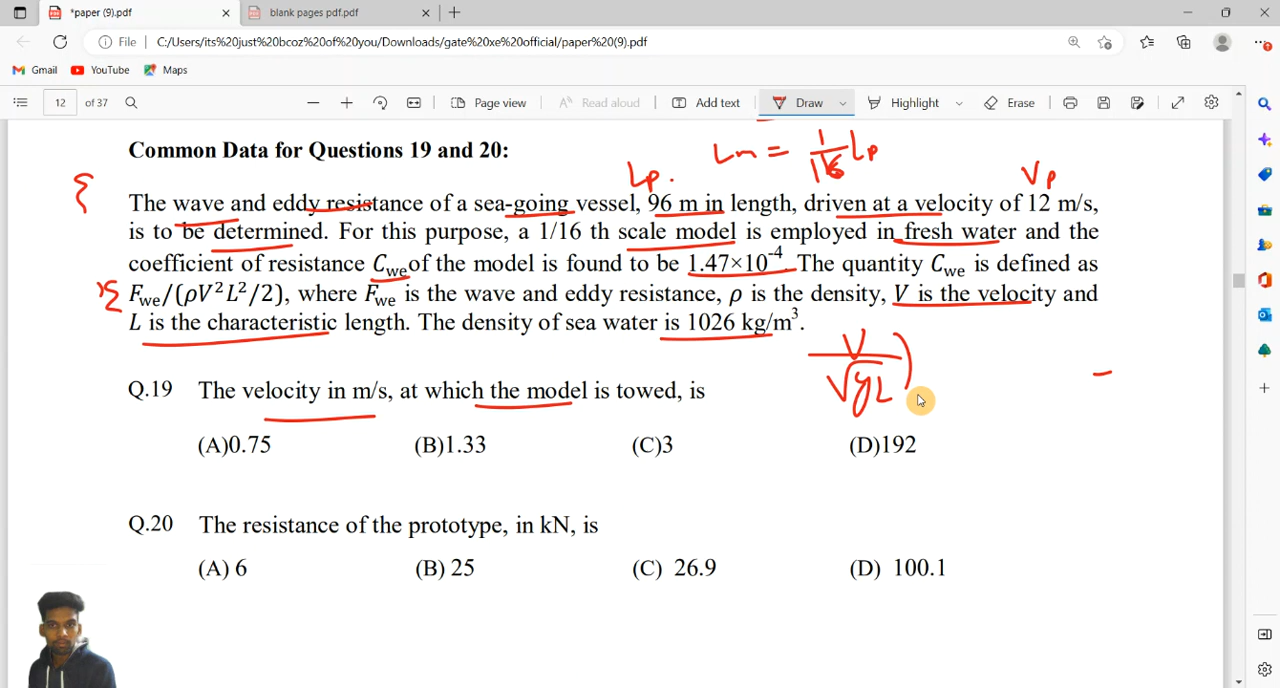 *paper (9).pdf
blank pages pdf.pdf
File
C:/Users/its%20just%20bcoz%20of%20you/Downloads/gate%20xe%20official/paper%20(9).pdf
Gmail YouTube Maps
12 of 37
Page view
Read aloud
Add text
Draw
Highlight
Erase
Lm = 1/16 Lp
Common Data for Questions 19 and 20:
Lp.
Vp
The wave and eddy resistance of a sea-going vessel, 96 m in length, driven at a velocity of 12 m/s,
is to be determined. For this purpose, a 1/16 th scale model is employed in fresh water and the
coefficient of resistance Cwe of the model is found to be 1.47×10⁻⁴. The quantity Cwe is defined as
Fwe/(ρV²L²/2), where Fwe is the wave and eddy resistance, ρ is the density, V is the velocity and
L is the characteristic length. The density of sea water is 1026 kg/m³.
V/√gL)
Q.19 The velocity in m/s, at which the model is towed, is
(A)0.75 (B)1.33 (C)3 (D)192
Q.20 The resistance of the prototype, in kN, is
(A) 6 (B) 25 (C) 26.9 (D) 100.1